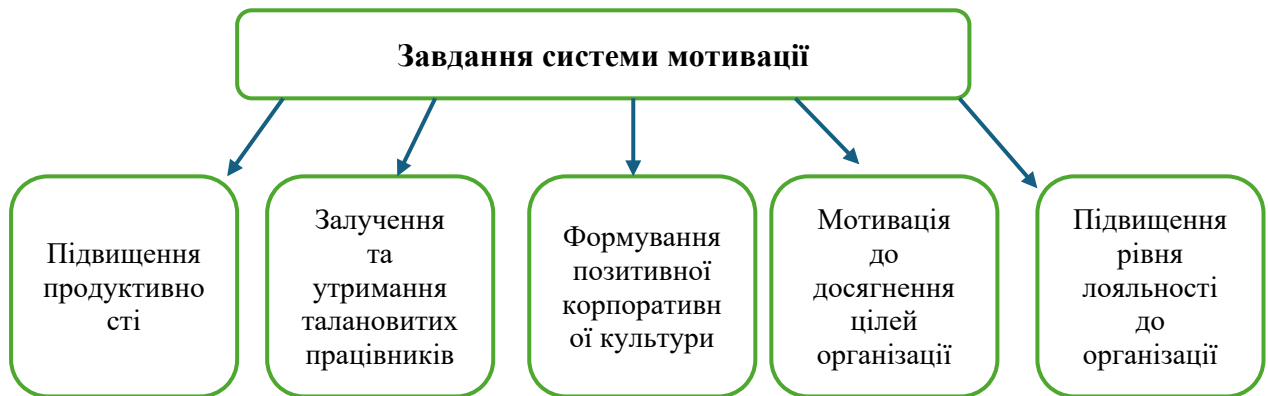 Завдання системи мотивації
Підвищення
продуктивно
сті
Залучення
та
утримання
талановитих
працівників
Формування
позитивної
корпоративн
ої культури
Мотивація
до
досягнення
цілей
організації
Підвищення
рівня
лояльності
до
організації